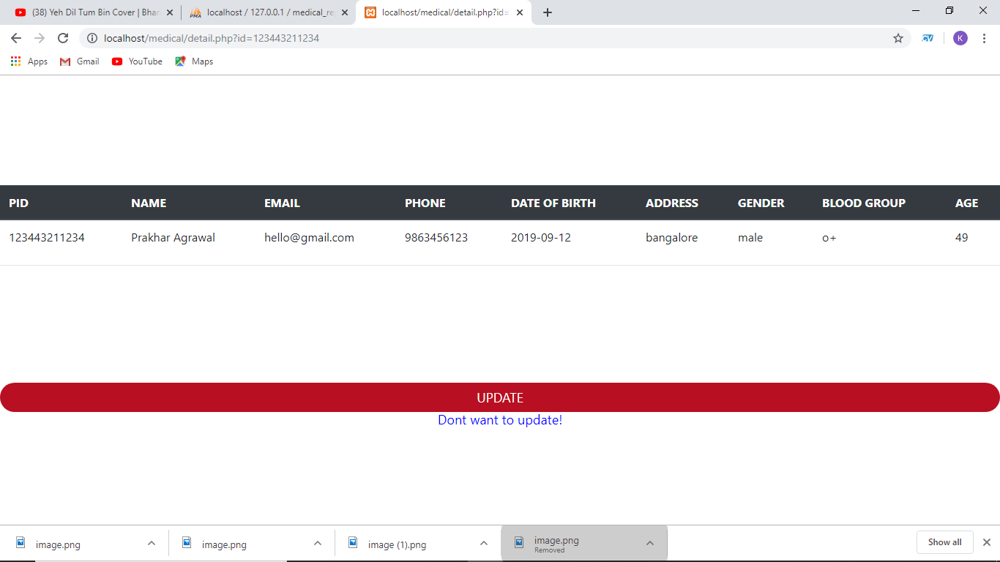 (38) Yeh Dil Tum Bin Cover | Bhan
localhost / 127.0.0.1 / medical_re
localhost/medical/detail.php?id=
localhost/medical/detail.php?id=123443211234
CV
K
Apps Gmail YouTube Maps
PID NAME EMAIL PHONE DATE OF BIRTH ADDRESS GENDER BLOOD GROUP AGE
123443211234 Prakhar Agrawal hello@gmail.com 9863456123 2019-09-12 bangalore male o+ 49
UPDATE
Dont want to update!
image.png image.png image (1).png image.png Show all
Removed